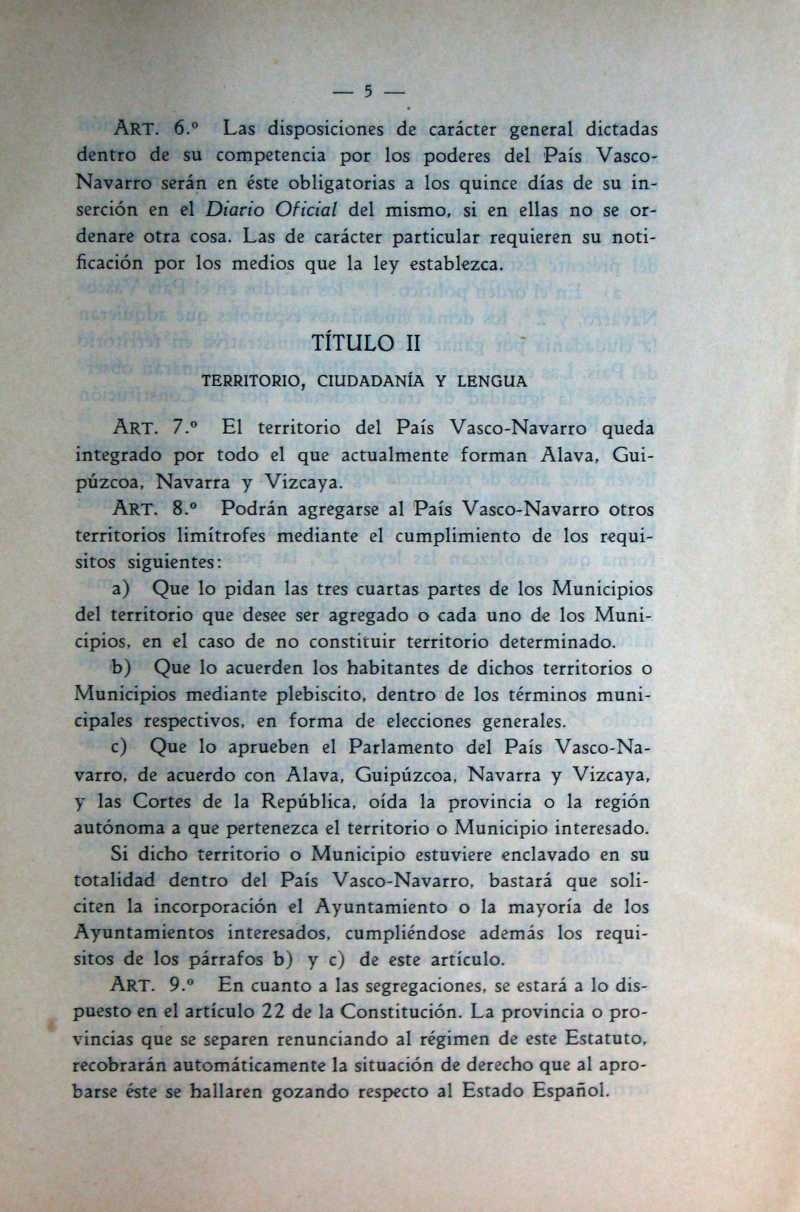 — 5 —
ART. 6.º Las disposiciones de carácter general dictadas
dentro de su competencia por los poderes del País Vasco-
Navarro serán en éste obligatorias a los quince días de su in-
serción en el Diario Oficial del mismo, si en ellas no se or-
denare otra cosa. Las de carácter particular requieren su noti-
ficación por los medios que la ley establezca.
TÍTULO II
TERRITORIO, CIUDADANÍA Y LENGUA
ART. 7.º El territorio del País Vasco-Navarro queda
integrado por todo el que actualmente forman Alava, Gui-
púzcoa, Navarra y Vizcaya.
ART. 8.º Podrán agregarse al País Vasco-Navarro otros
territorios limítrofes mediante el cumplimiento de los requi-
sitos siguientes:
a) Que lo pidan las tres cuartas partes de los Municipios
del territorio que desee ser agregado o cada uno de los Muni-
cipios, en el caso de no constituir territorio determinado.
b) Que lo acuerden los habitantes de dichos territorios o
Municipios mediante plebiscito, dentro de los términos muni-
cipales respectivos, en forma de elecciones generales.
c) Que lo aprueben el Parlamento del País Vasco-Na-
varro, de acuerdo con Alava, Guipúzcoa, Navarra y Vizcaya,
y las Cortes de la República, oída la provincia o la región
autónoma a que pertenezca el territorio o Municipio interesado.
Si dicho territorio o Municipio estuviere enclavado en su
totalidad dentro del País Vasco-Navarro, bastará que soli-
citen la incorporación el Ayuntamiento o la mayoría de los
Ayuntamientos interesados, cumpliéndose además los requi-
sitos de los párrafos b) y c) de este artículo.
ART. 9.º En cuanto a las segregaciones, se estará a lo dis-
puesto en el artículo 22 de la Constitución. La provincia o pro-
vincias que se separen renunciando al régimen de este Estatuto,
recobrarán automáticamente la situación de derecho que al apro-
barse éste se hallaren gozando respecto al Estado Español.